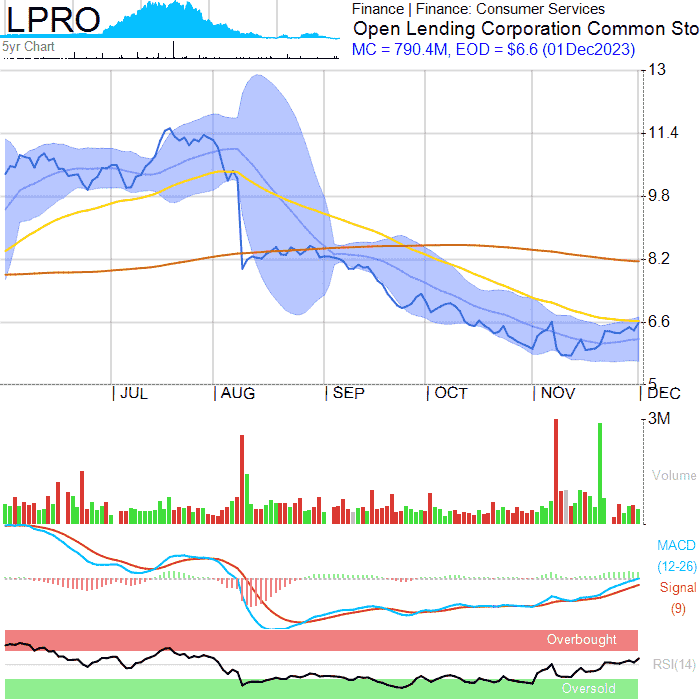 LPRO
5yr Chart
Finance | Finance: Consumer Services
Open Lending Corporation Common Sto
MC = 790.4M, EOD = $6.6 (01Dec2023)
13
11.4
9.8
8.2
6.6
5
JUL
AUG
SEP
OCT
NOV
DEC
3M
Volume
MACD
(12-26)
Signal
(9)
Overbought
RSI(14)
Oversold